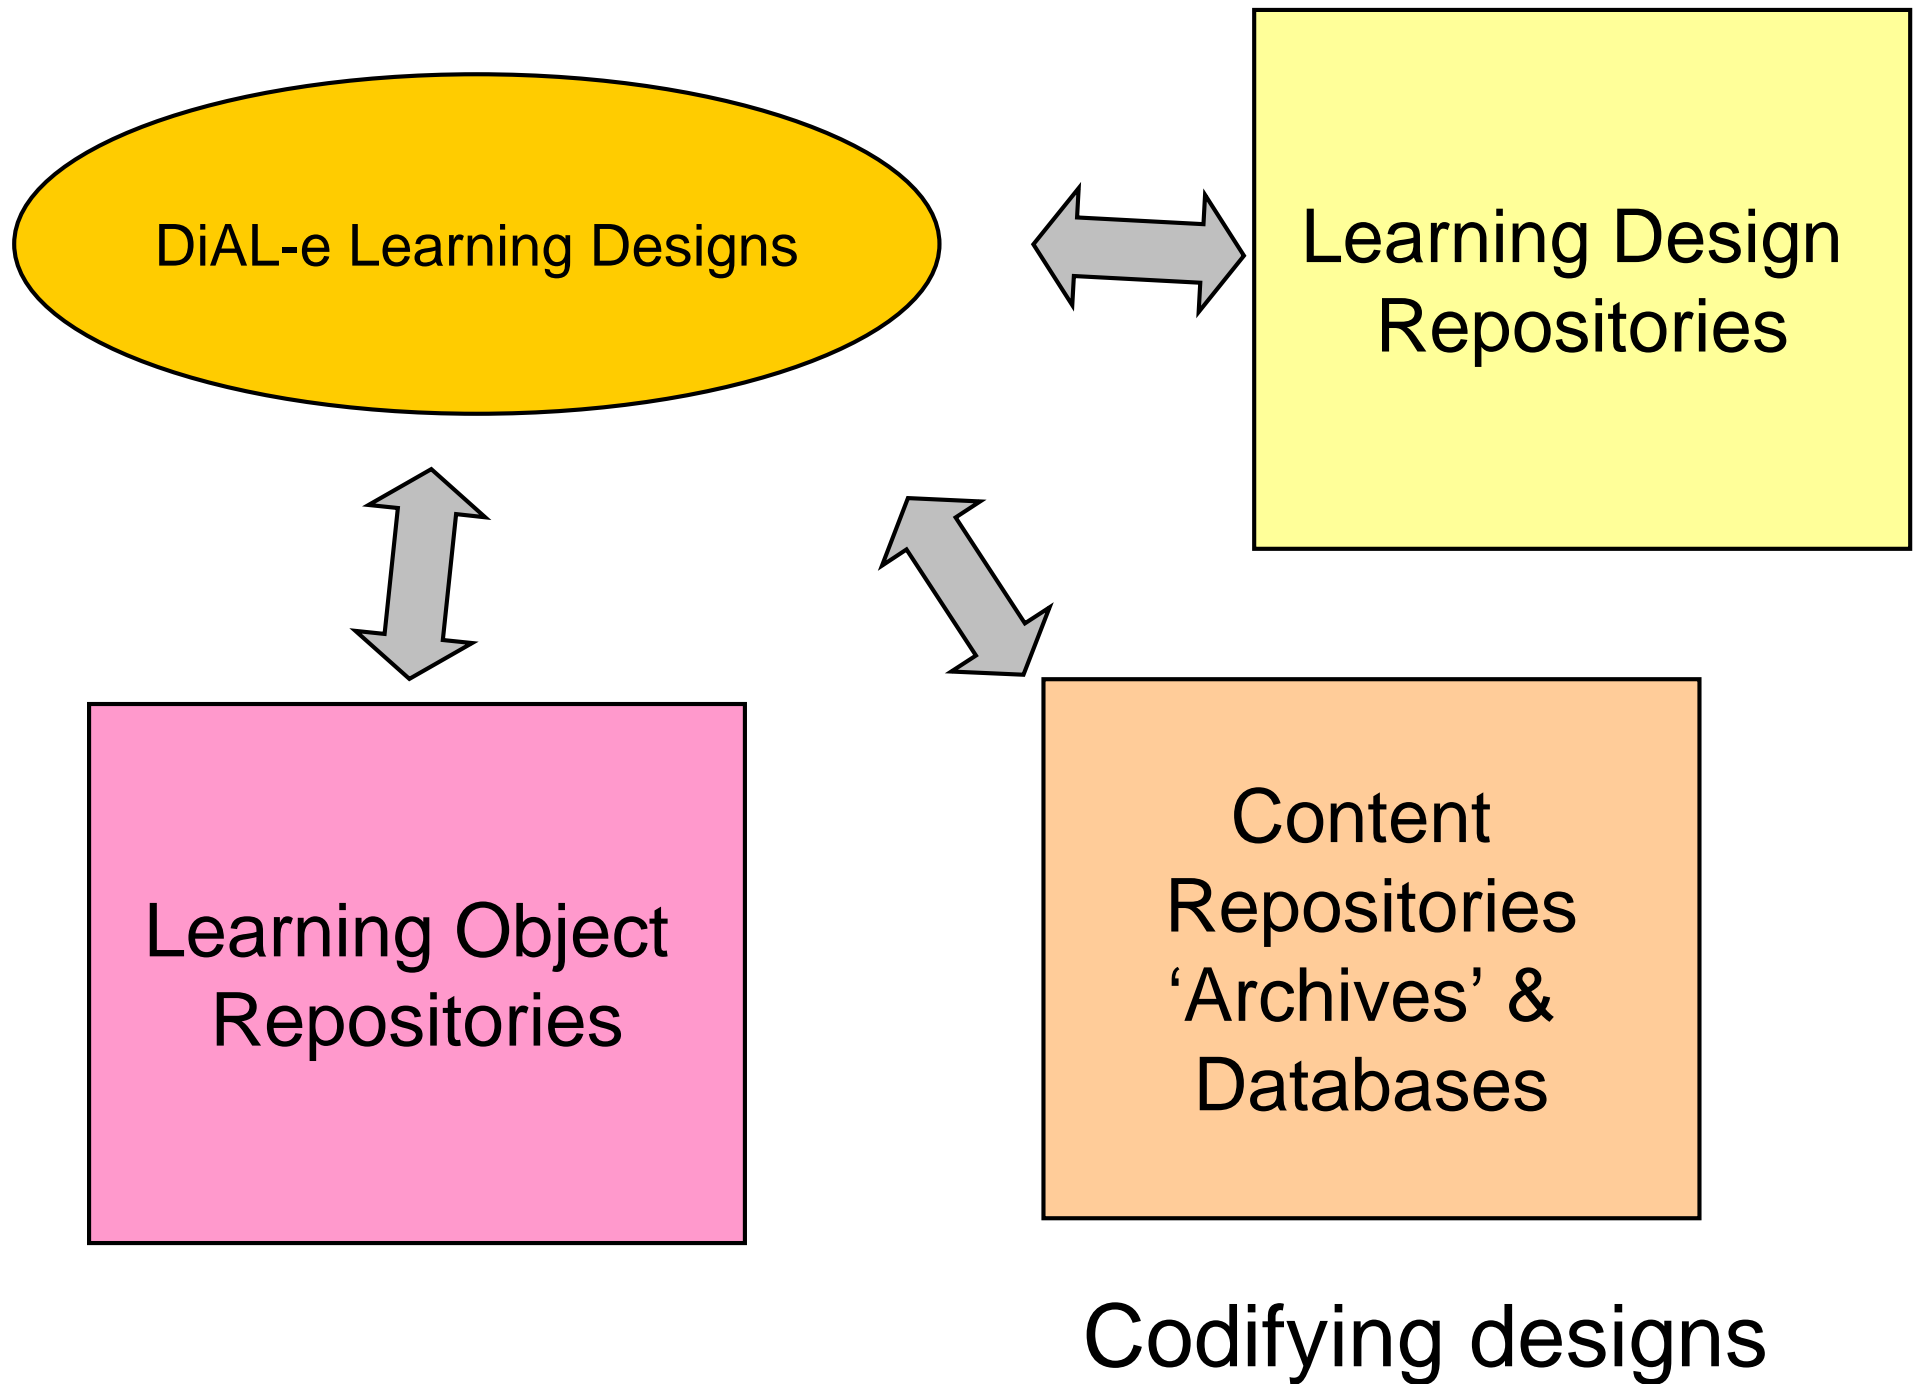 DiAL-e Learning Designs
Learning Design
Repositories
Learning Object
Repositories
Content
Repositories
‘Archives’ &
Databases
Codifying designs